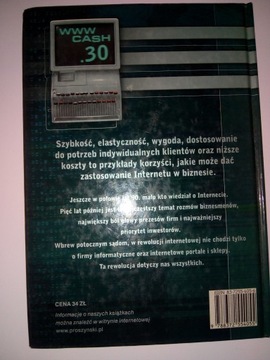 WWW
CASH
.30
Szybkość, elastyczność, wygoda, dostosowanie
do potrzeb indywidualnych klientów oraz niższe
koszty to przykłady korzyści, jakie może dać
zastosowanie Internetu w biznesie.
Jeszcze w połowie lat 90. mało kto wiedział o Internecie.
Pięć lat później jest to najczęstszy temat rozmów biznesmenów,
największy ból głowy prezesów firm i najważniejszy
priorytet inwestorów.
Wbrew potocznym sądom, w rewolucji internetowej nie chodzi tylko
o firmy informatyczne oraz internetowe portale i sklepy.
Ta rewolucja dotyczy nas wszystkich.
CENA 34 ZŁ
Informacje o naszych książkach
można znaleźć w witrynie internetowej
www.proszynski.pl